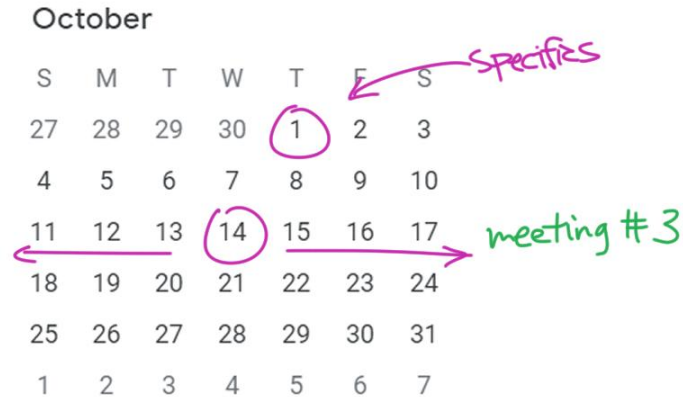 October
specifics
S M T W T F S
27 28 29 30 1 2 3
4 5 6 7 8 9 10
11 12 13 14 15 16 17
meeting #3
18 19 20 21 22 23 24
25 26 27 28 29 30 31
1 2 3 4 5 6 7